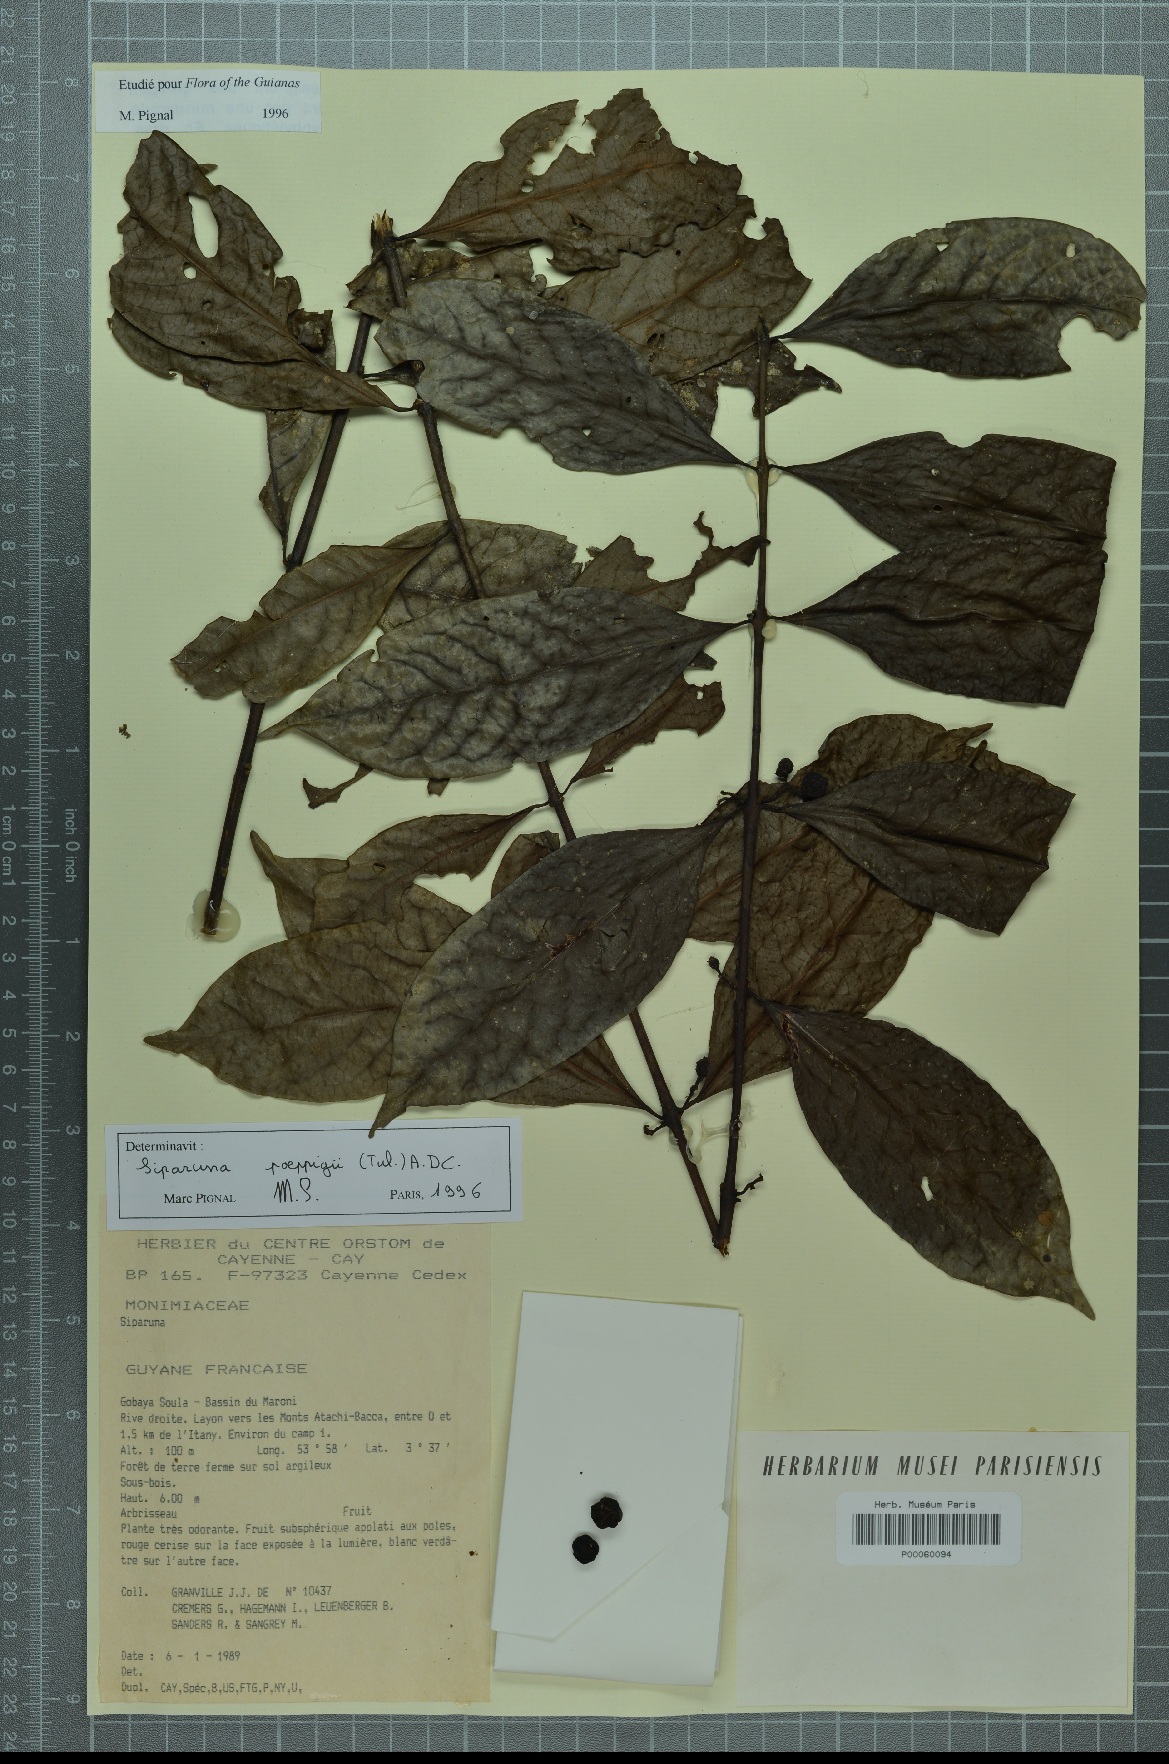 Etudié pour Flora of the Guianas
M. Pignal 1996
Determinavit :
Siparuna poeppigii (Tul.) A.DC.
Marc PIGNAL M.P. PARIS, 1996
HERBIER du CENTRE ORSTOM de
CAYENNE - CAY
BP 165. F-97323 Cayenne Cedex
MONIMIACEAE
Siparuna
GUYANE FRANCAISE
Gobaya Soula - Bassin du Maroni
Rive droite. Layon vers les Monts Atachi-Bacca, entre 0 et
1.5 km de l'Itany. Environ du camp 1.
Alt. : 100 m Long. 53 ° 58 ' Lat. 3 ° 37 '
Forêt de terre ferme sur sol argileux
Sous-bois.
Haut. 6.00 m
Arbrisseau Fruit
Plante très odorante. Fruit subsphérique applati aux poles,
rouge cerise sur la face exposée à la lumière, blanc verdâ-
tre sur l'autre face.
Coll. GRANVILLE J.J. DE N° 10437
CREMERS G., HAGEMANN I., LEUENBERGER B.
SANDERS R. & SANGREY M.
Date : 6 - 1 - 1989
Det.
Dupl. CAY,Spéc,B,US,FTG,P,NY,U,
HERBARIUM MUSEI PARISIENSIS
Herb. Muséum Paris
P00060094